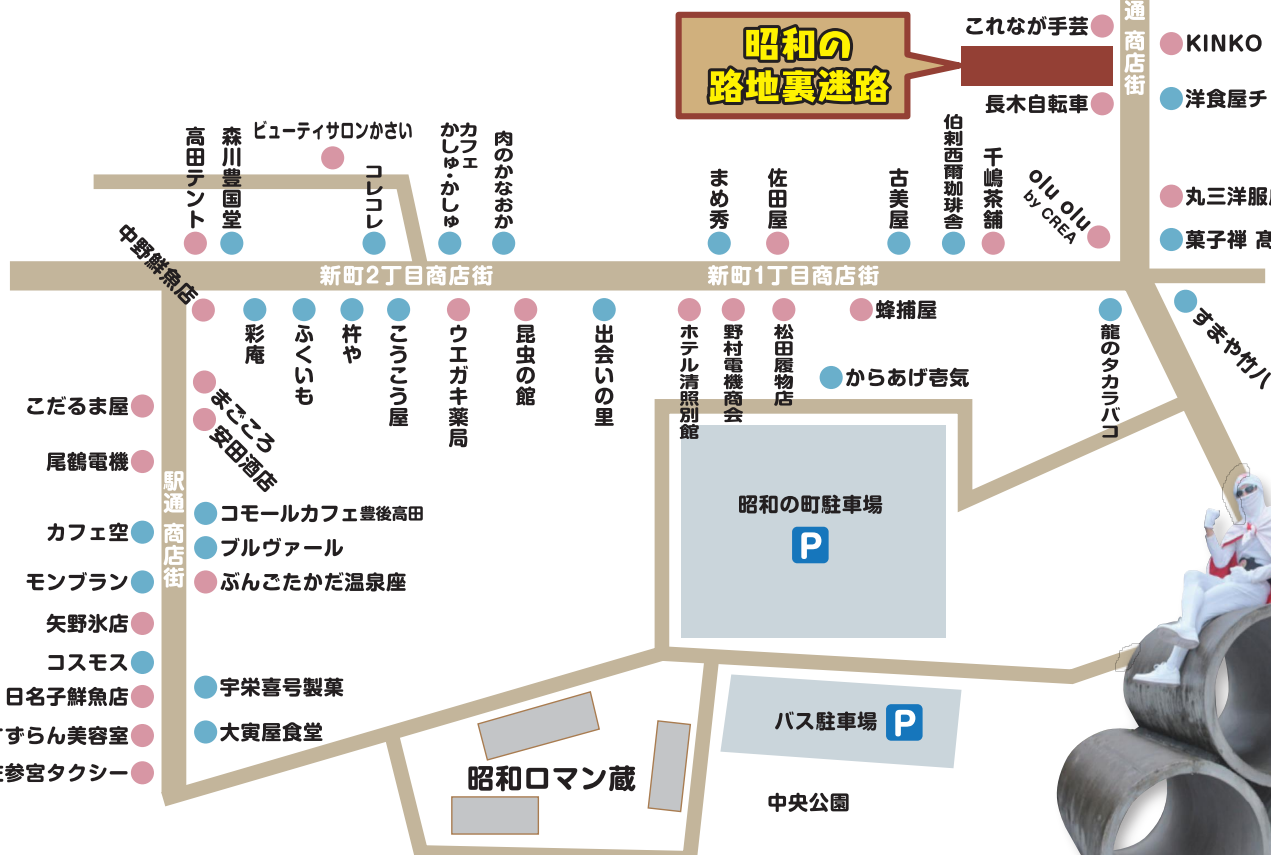 通 商店街
これなが手芸
KINKO
昭和の
路地裏迷路
洋食屋チ
長木自転車
高田テント
森川豊国堂
ビューティサロンかさい
コレコレ
カフェ
かしゅ・かしゅ
肉のかなおか
まめ秀
佐田屋
古美屋
伯剌西爾珈琲舎
千嶋茶舗
olu olu
by CREA
丸三洋服店
菓子禅 髙
中野鮮魚店
新町2丁目商店街
新町1丁目商店街
彩庵
ふくいも
杵や
こうこう屋
ウエガキ薬局
昆虫の館
出会いの里
ホテル清照別館
野村電機商会
松田履物店
蜂捕屋
からあげ壱気
龍のタカラバコ
すまや竹八
まごころ
安田酒店
こだるま屋
尾鶴電機
カフェ空
モンブラン
矢野氷店
コスモス
日名子鮮魚店
すずらん美容室
参宮タクシー
駅通 商店街
コモールカフェ豊後高田
ブルヴァール
ぶんごたかだ温泉座
宇栄喜号製菓
大寅屋食堂
昭和の町駐車場
P
バス駐車場 P
昭和ロマン蔵
中央公園